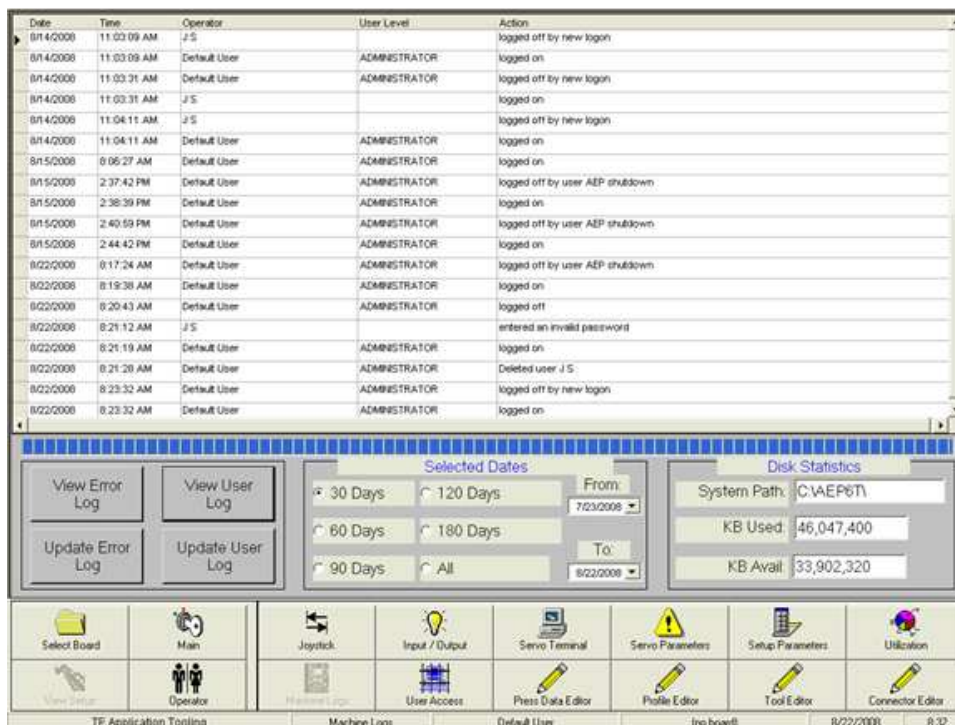 Date Time Operator User Level Action
8/14/2008 11:03:09 AM J S logged off by new logon
8/14/2008 11:03:09 AM Default User ADMINISTRATOR logged on
8/14/2008 11:03:31 AM Default User ADMINISTRATOR logged off by new logon
8/14/2008 11:03:31 AM J S logged on
8/14/2008 11:04:11 AM J S logged off by new logon
8/14/2008 11:04:11 AM Default User ADMINISTRATOR logged on
8/15/2008 8:06:27 AM Default User ADMINISTRATOR logged on
8/15/2008 2:37:42 PM Default User ADMINISTRATOR logged off by user AEP shutdown
8/15/2008 2:38:39 PM Default User ADMINISTRATOR logged on
8/15/2008 2:40:59 PM Default User ADMINISTRATOR logged off by user AEP shutdown
8/15/2008 2:44:42 PM Default User ADMINISTRATOR logged on
8/22/2008 8:17:24 AM Default User ADMINISTRATOR logged off by user AEP shutdown
8/22/2008 8:19:38 AM Default User ADMINISTRATOR logged on
8/22/2008 8:20:43 AM Default User ADMINISTRATOR logged off
8/22/2008 8:21:12 AM J S entered an invalid password
8/22/2008 8:21:19 AM Default User ADMINISTRATOR logged on
8/22/2008 8:21:28 AM Default User ADMINISTRATOR Deleted user J S
8/22/2008 8:23:32 AM Default User ADMINISTRATOR logged off by new logon
8/22/2008 8:23:32 AM Default User ADMINISTRATOR logged on
View Error Log
View User Log
Update Error Log
Update User Log
Selected Dates
30 Days 120 Days
60 Days 180 Days
90 Days All
From:
7/23/2008
To:
8/22/2008
Disk Statistics
System Path: C:\AEP6T\
KB Used: 46,047,400
KB Avail: 33,902,320
Select Board Main Joystick Input / Output Servo Terminal Servo Parameters Setup Parameters Utilization
View Setup Operator Machine Logs User Access Press Data Editor Profile Editor Tool Editor Connector Editor
TE Application Tooling Machine Logs Default User [no board] 8/22/2008 8:32